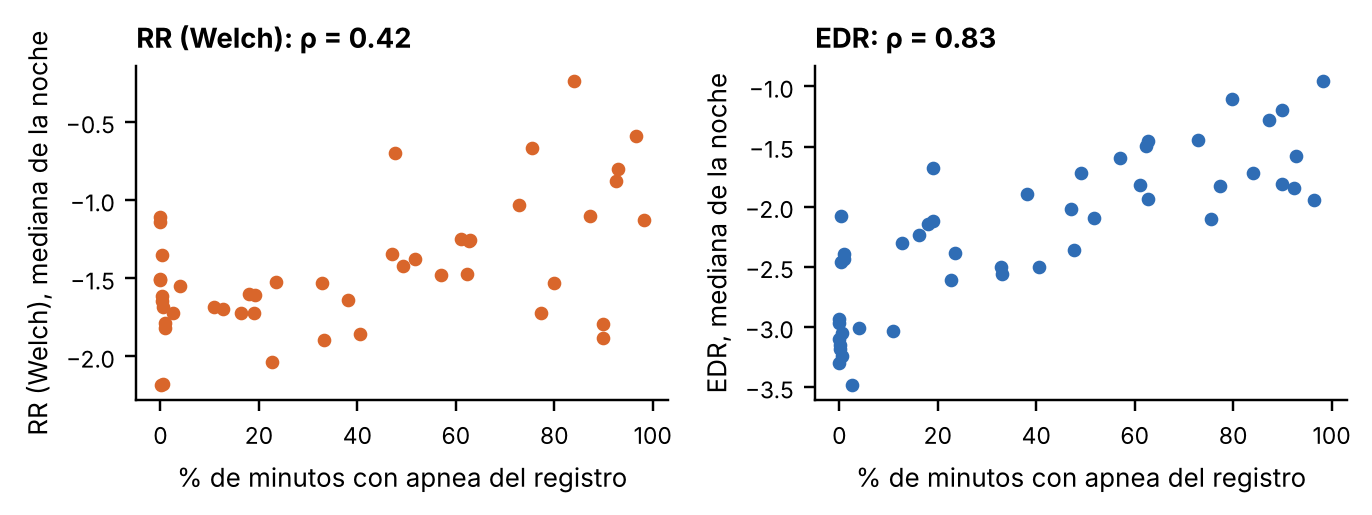 RR (Welch): ρ = 0.42
RR (Welch), mediana de la noche
−0.5
−1.0
−1.5
−2.0
0 20 40 60 80 100
% de minutos con apnea del registro
EDR: ρ = 0.83
EDR, mediana de la noche
−1.0
−1.5
−2.0
−2.5
−3.0
−3.5
0 20 40 60 80 100
% de minutos con apnea del registro